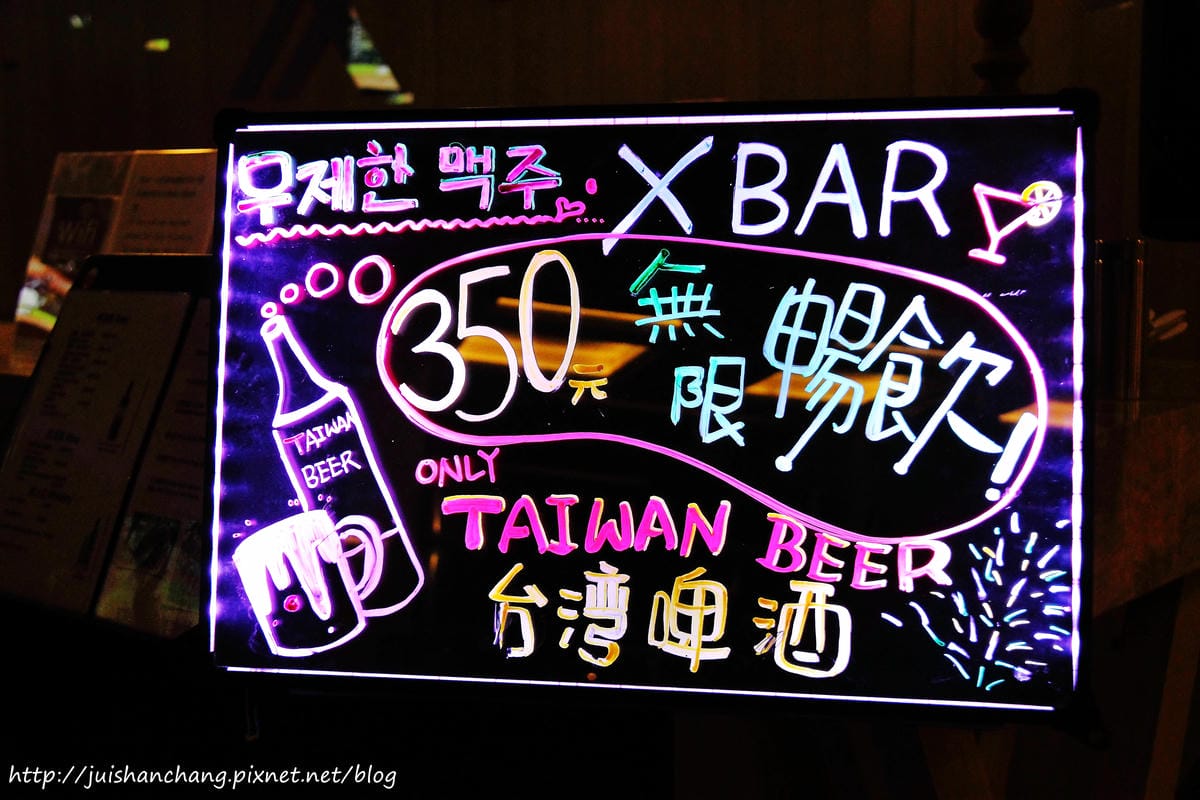 무제한 맥주 X BAR
350元 無限暢飲!
TAIWAN
BEER
ONLY
TAIWAN BEER
台湾啤酒
Wifi
http://juishanchang.pixnet.net/blog